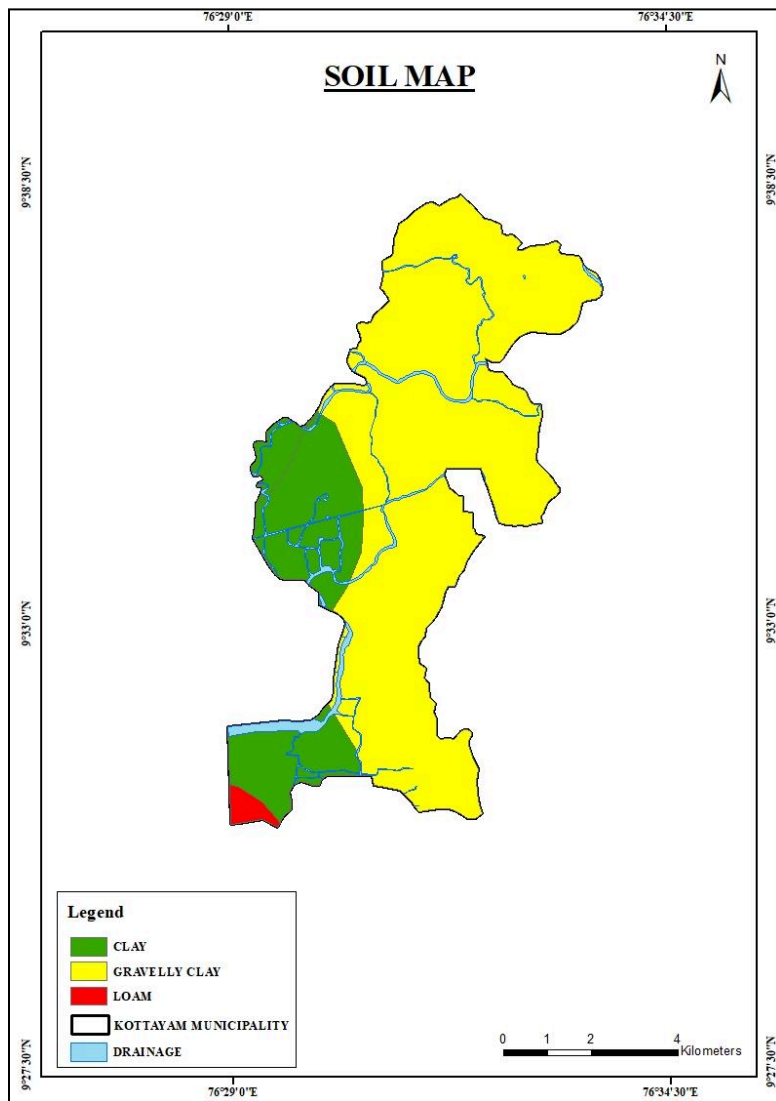 76°29'0"E
76°34'30"E
SOIL MAP
N
9°38'30"N
9°38'30"N
9°33'0"N
9°33'0"N
Legend
CLAY
GRAVELLY CLAY
LOAM
KOTTAYAM MUNICIPALITY
DRAINAGE
0 1 2 4
Kilometers
9°27'30"N
9°27'30"N
76°29'0"E
76°34'30"E